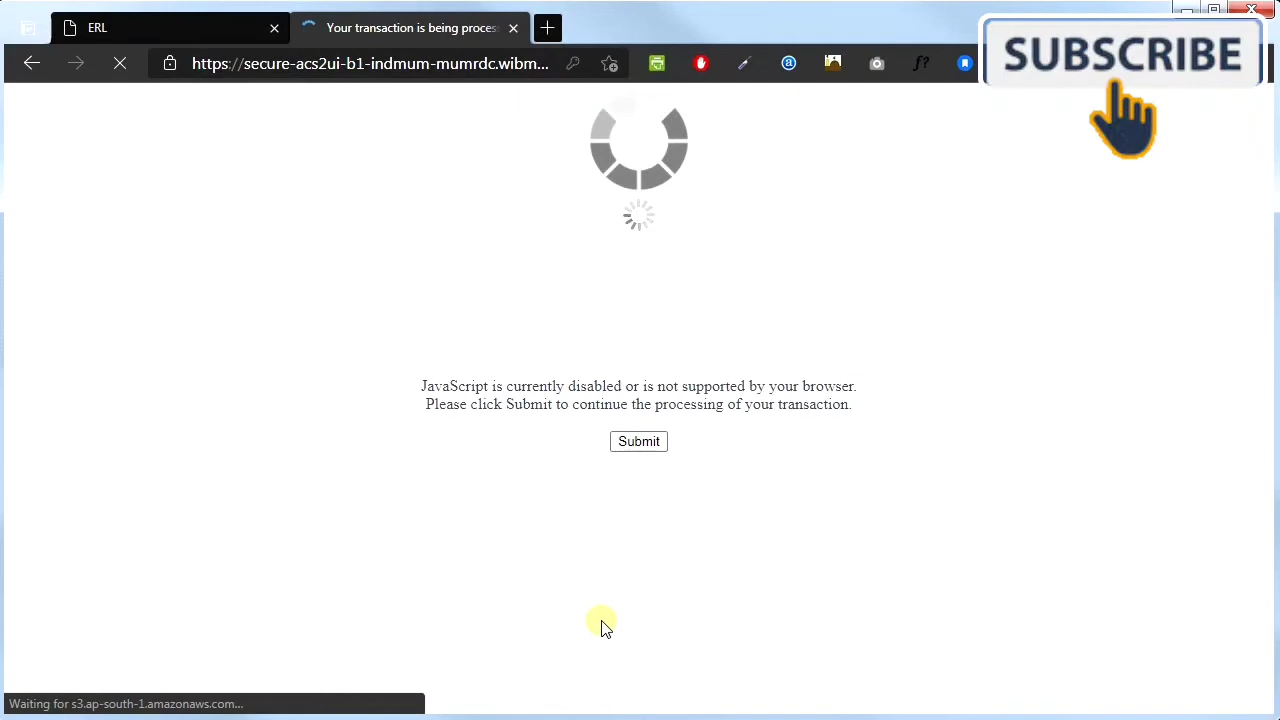 ERL
Your transaction is being proces
https://secure-acs2ui-b1-indmum-mumrdc.wibm...
f?
SUBSCRIBE
JavaScript is currently disabled or is not supported by your browser.
Please click Submit to continue the processing of your transaction.
Submit
Waiting for s3.ap-south-1.amazonaws.com...